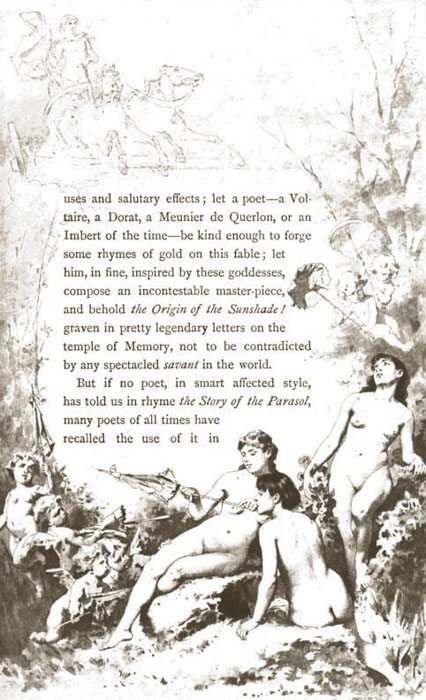 uses and salutary effects; let a poet—a Vol-
taire, a Dorat, a Meunier de Querlon, or an
Imbert of the time—be kind enough to forge
some rhymes of gold on this fable; let
him, in fine, inspired by these goddesses,
compose an incontestable master-piece,
and behold the Origin of the Sunshade!
graven in pretty legendary letters on the
temple of Memory, not to be contradicted
by any spectacled savant in the world.
But if no poet, in smart affected style,
has told us in rhyme the Story of the Parasol,
many poets of all times have
recalled the use of it in